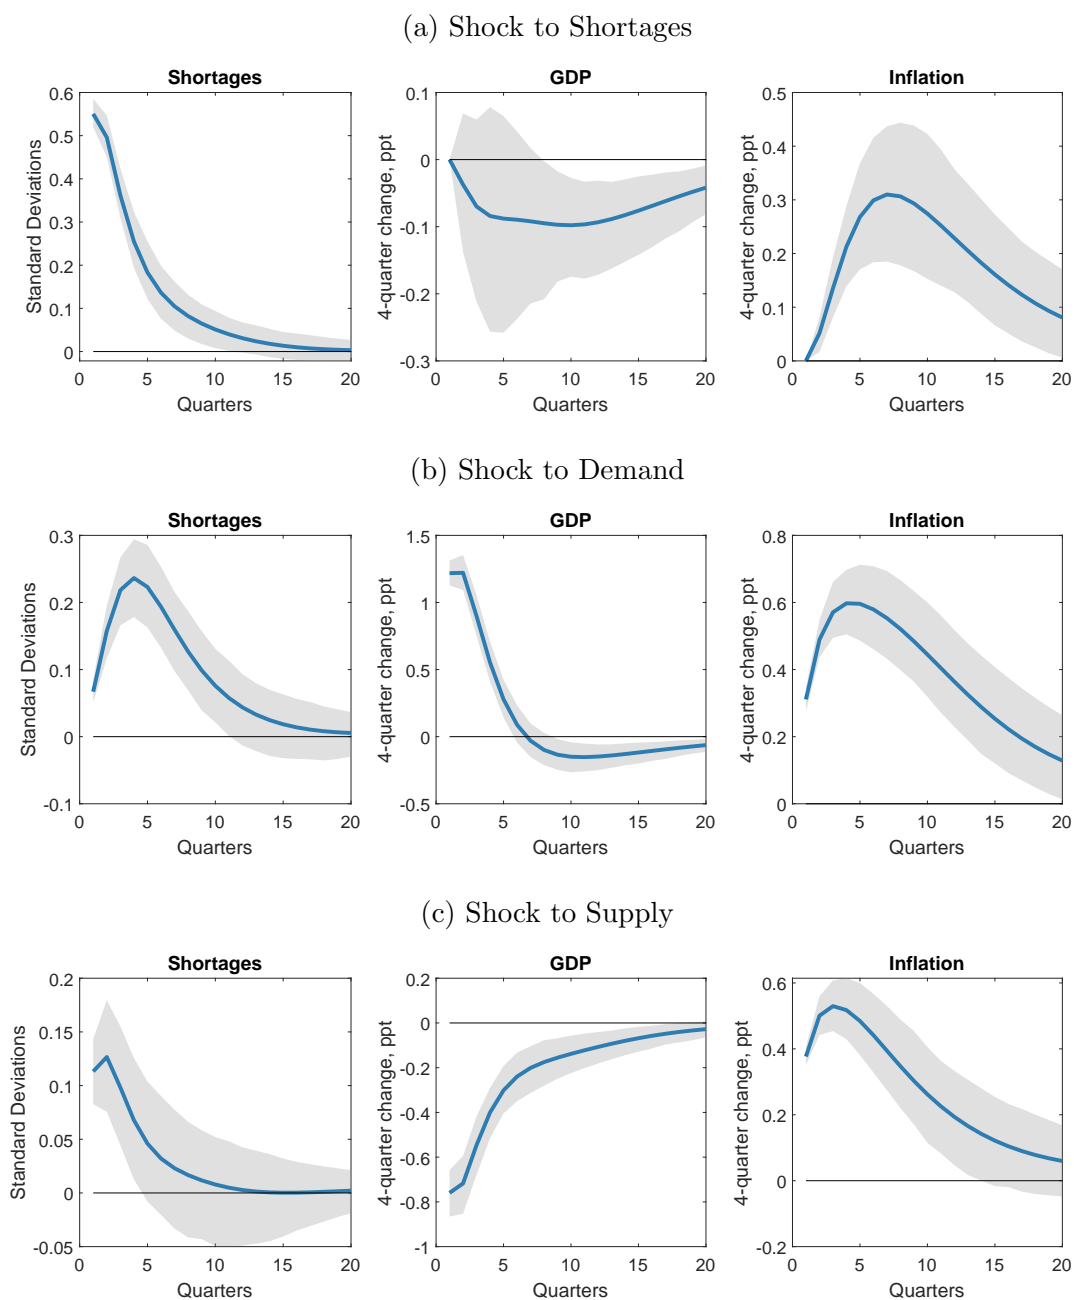 (a) Shock to Shortages
Shortages
GDP
Inflation
Standard Deviations
0.6
0.5
0.4
0.3
0.2
0.1
0
0 5 10 15 20
Quarters
4-quarter change, ppt
0.1
0
-0.1
-0.2
-0.3
0 5 10 15 20
Quarters
4-quarter change, ppt
0.5
0.4
0.3
0.2
0.1
0
0 5 10 15 20
Quarters
(b) Shock to Demand
Shortages
GDP
Inflation
Standard Deviations
0.3
0.2
0.1
0
-0.1
0 5 10 15 20
Quarters
4-quarter change, ppt
1.5
1
0.5
0
-0.5
0 5 10 15 20
Quarters
4-quarter change, ppt
0.8
0.6
0.4
0.2
0
0 5 10 15 20
Quarters
(c) Shock to Supply
Shortages
GDP
Inflation
Standard Deviations
0.2
0.15
0.1
0.05
0
-0.05
0 5 10 15 20
Quarters
4-quarter change, ppt
0.2
0
-0.2
-0.4
-0.6
-0.8
-1
0 5 10 15 20
Quarters
4-quarter change, ppt
0.6
0.4
0.2
0
-0.2
0 5 10 15 20
Quarters